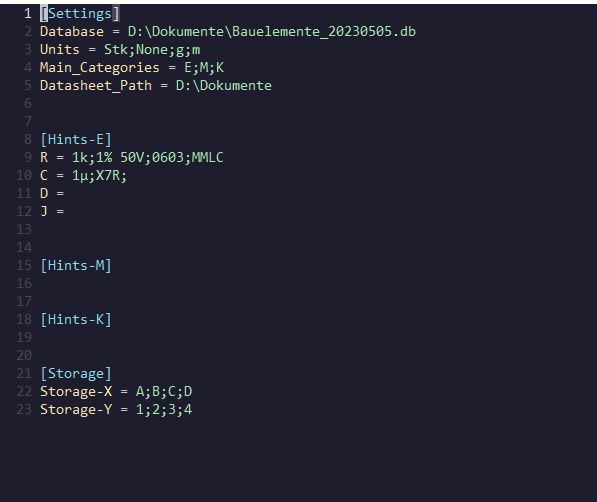 1 [Settings]
2 Database = D:\Dokumente\Bauelemente_20230505.db
3 Units = Stk;None;g;m
4 Main_Categories = E;M;K
5 Datasheet_Path = D:\Dokumente
6
7
8 [Hints-E]
9 R = 1k;1% 50V;0603;MMLC
10 C = 1µ;X7R;
11 D =
12 J =
13
14
15 [Hints-M]
16
17
18 [Hints-K]
19
20
21 [Storage]
22 Storage-X = A;B;C;D
23 Storage-Y = 1;2;3;4